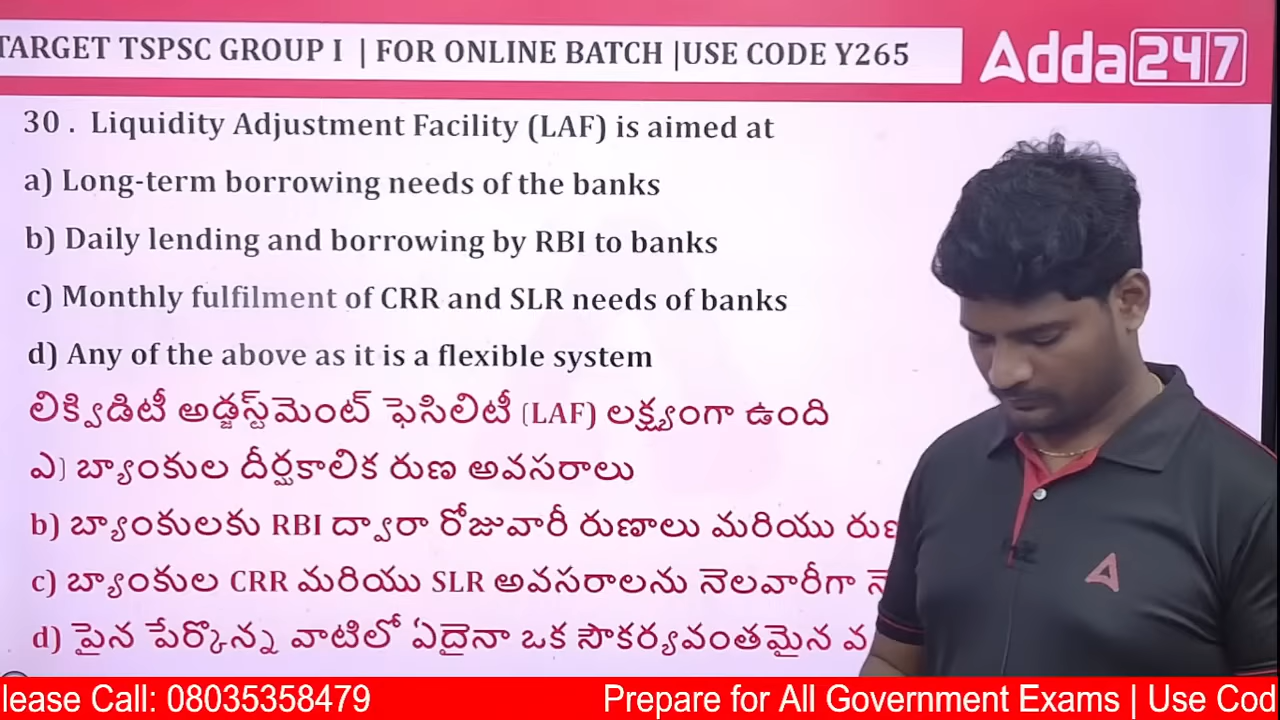 TARGET TSPSC GROUP I | FOR ONLINE BATCH |USE CODE Y265
Adda247
30 . Liquidity Adjustment Facility (LAF) is aimed at
a) Long-term borrowing needs of the banks
b) Daily lending and borrowing by RBI to banks
c) Monthly fulfilment of CRR and SLR needs of banks
d) Any of the above as it is a flexible system
లిక్విడిటీ అడ్జస్ట్‌మెంట్ ఫెసిలిటీ (LAF) లక్ష్యంగా ఉంది
ఎ) బ్యాంకుల దీర్ఘకాలిక రుణ అవసరాలు
b) బ్యాంకులకు RBI ద్వారా రోజువారీ రుణాలు మరియు
c) బ్యాంకుల CRR మరియు SLR అవసరాలను నెలవారీగా
d) పైన పేర్కొన్న వాటిలో ఏదైనా ఒక సౌకర్యవంతమైన
lease Call: 08035358479 Prepare for All Government Exams | Use Cod